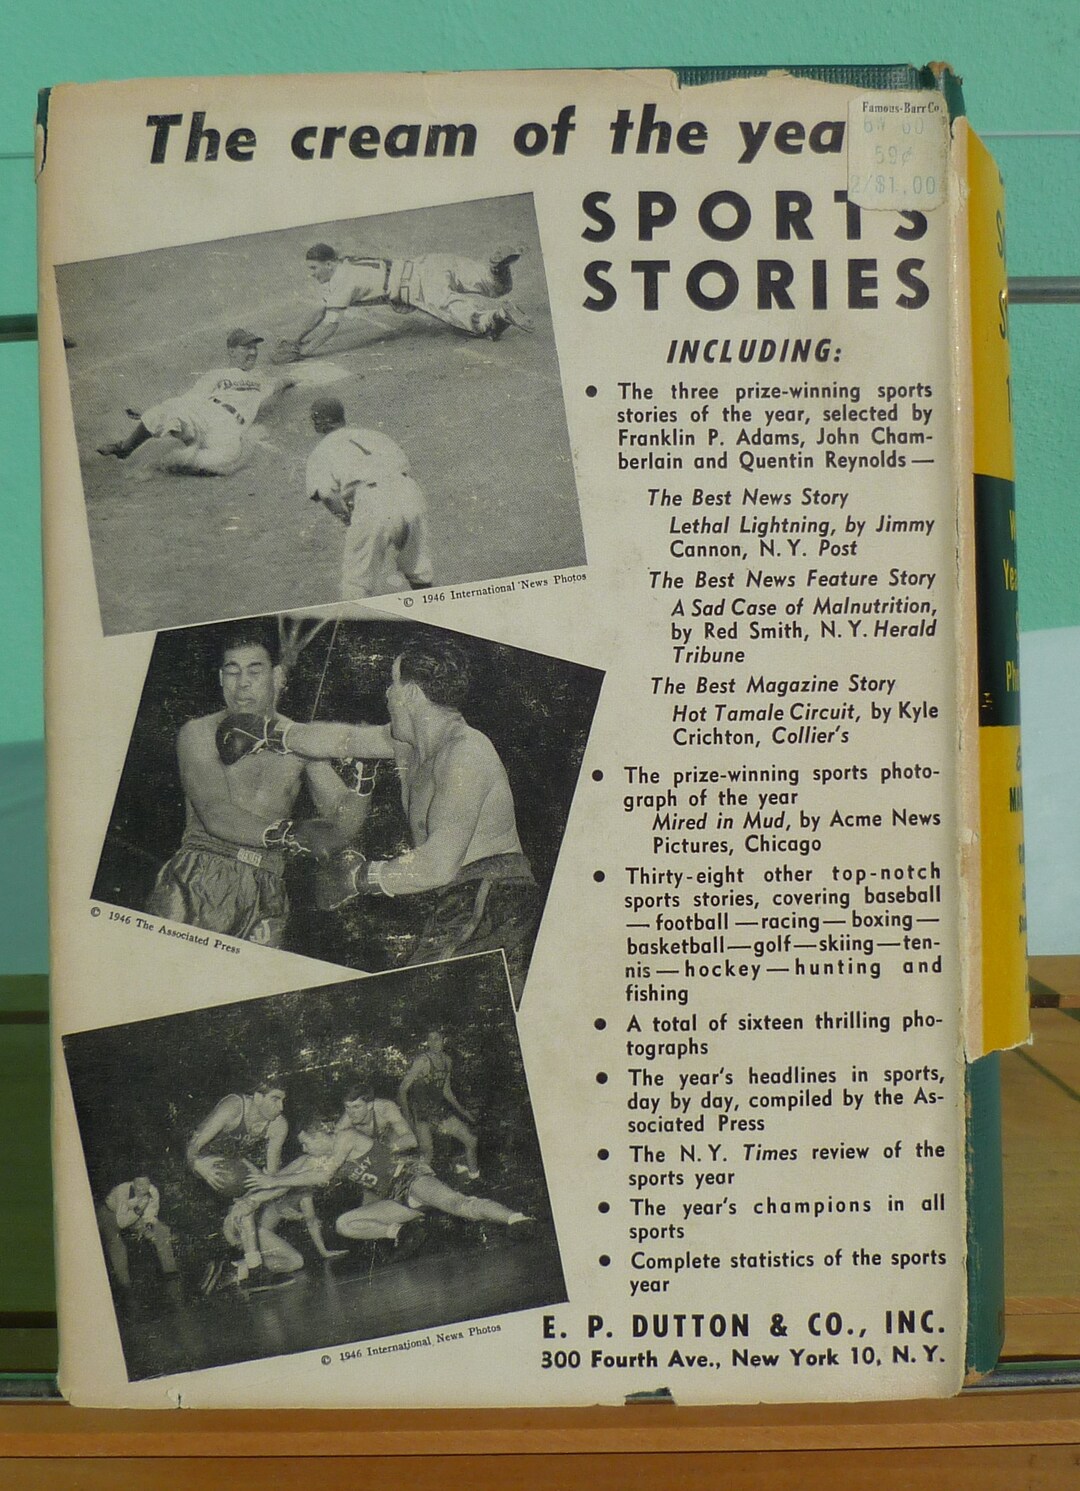 The cream of the yea
Famous-Barr Co.
59¢
2/$1.00
SPORTS
STORIES
INCLUDING:
● The three prize-winning sports
stories of the year, selected by
Franklin P. Adams, John Cham-
berlain and Quentin Reynolds —
The Best News Story
Lethal Lightning, by Jimmy
Cannon, N. Y. Post
The Best News Feature Story
A Sad Case of Malnutrition,
by Red Smith, N. Y. Herald
Tribune
The Best Magazine Story
Hot Tamale Circuit, by Kyle
Crichton, Collier's
● The prize-winning sports photo-
graph of the year
Mired in Mud, by Acme News
Pictures, Chicago
● Thirty-eight other top-notch
sports stories, covering baseball
— football — racing — boxing —
basketball — golf — skiing — ten-
nis — hockey — hunting and
fishing
● A total of sixteen thrilling pho-
tographs
● The year's headlines in sports,
day by day, compiled by the As-
sociated Press
● The N. Y. Times review of the
sports year
● The year's champions in all
sports
● Complete statistics of the sports
year
E. P. DUTTON & CO., INC.
300 Fourth Ave., New York 10, N. Y.
© 1946 International News Photos
© 1946 The Associated Press
© 1946 International News Photos
Dodgers
1